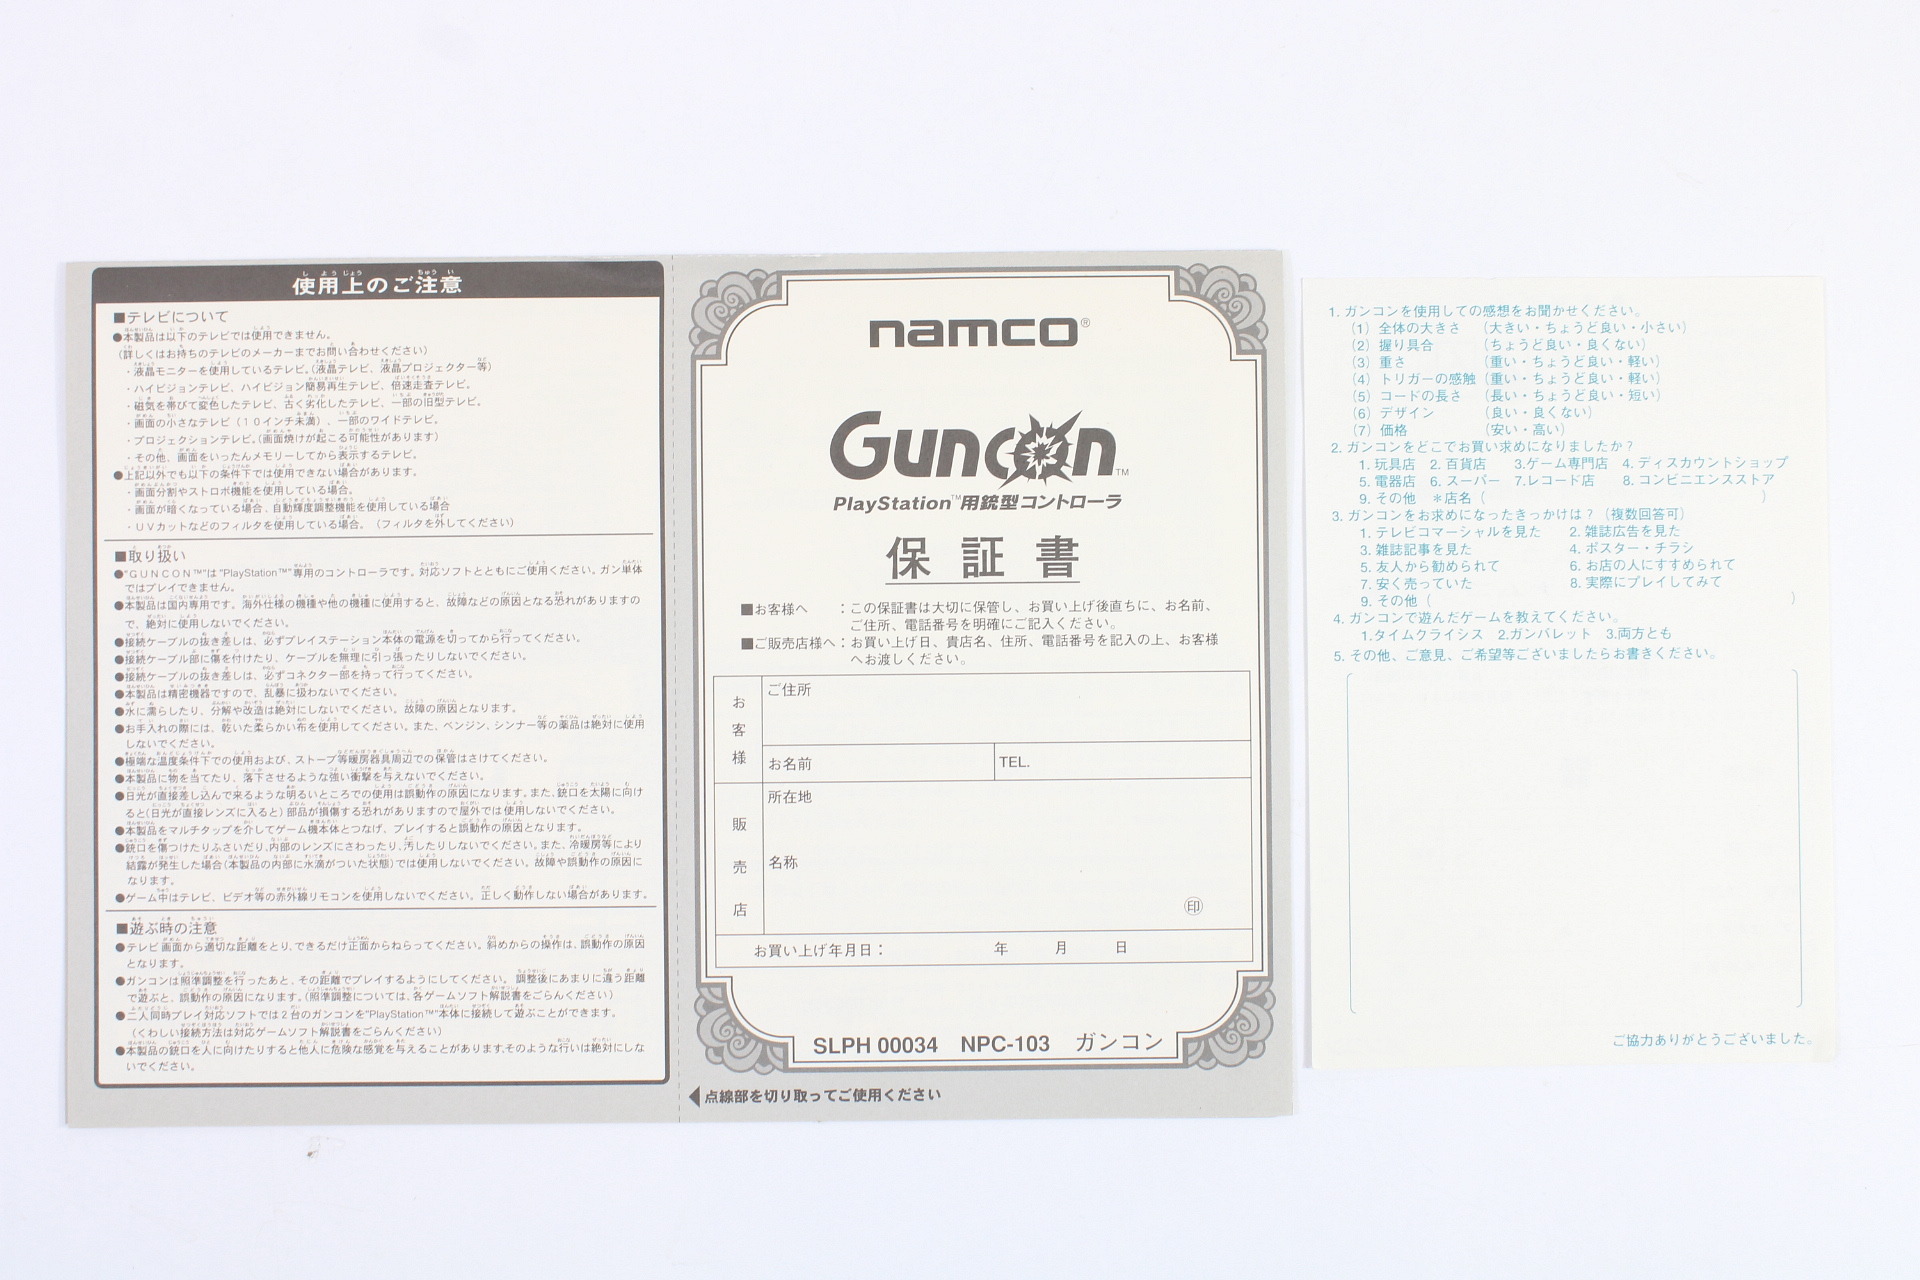 使用上のご注意
■テレビについて
●本製品は以下のテレビでは使用できません。
(詳しくはお持ちのテレビのメーカーまでお問い合わせください)
・液晶モニターを使用しているテレビ。(液晶テレビ、液晶プロジェクター等)
・ハイビジョンテレビ、ハイビジョン簡易再生テレビ、倍速走査テレビ。
・磁気を帯びて変色したテレビ、古く劣化したテレビ、一部の旧型テレビ。
・画面の小さなテレビ(10インチ未満)、一部のワイドテレビ。
・プロジェクションテレビ。(画面焼けが起こる可能性があります)
・その他、画面をいったんメモリーしてから表示するテレビ。
●上記以外でも以下の条件下では使用できない場合があります。
・画面分割やストロボ機能を使用している場合。
・画面が暗くなっている場合、自動輝度調整機能を使用している場合
・UVカットなどのフィルタを使用している場合。(フィルタを外してください)
■取り扱い
●"GUNCON™"は"PlayStation™"専用のコントローラです。対応ソフトとともにご使用ください。ガン単体
ではプレイできません。
●本製品は国内専用です。海外仕様の機種や他の機種に使用すると、故障などの原因となる恐れがありますの
で、絶対に使用しないでください。
●接続ケーブルの抜き差しは、必ずプレイステーション本体の電源を切ってから行ってください。
●接続ケーブル部に傷を付けたり、ケーブルを無理に引っ張ったりしないでください。
●接続ケーブルの抜き差しは、必ずコネクター部を持って行ってください。
●本製品は精密機器ですので、乱暴に扱わないでください。
●水に濡らしたり、分解や改造は絶対にしないでください。故障の原因となります。
●お手入れの際には、乾いた柔らかい布を使用してください。また、ベンジン、シンナー等の薬品は絶対に使用
しないでください。
●極端な温度条件下での使用および、ストーブ等暖房器具周辺での保管はさけてください。
●本製品に物を当てたり、落下させるような強い衝撃を与えないでください。
●日光が直接差し込んで来るような明るいところでの使用は誤動作の原因になります。また、銃口を太陽に向け
ると(日光が直接レンズに入ると)部品が損傷する恐れがありますので屋外では使用しないでください。
●本製品をマルチタップを介してゲーム機本体とつなげ、プレイすると誤動作の原因となります。
●銃口を傷つけたりふさいだり、内部のレンズにさわったり、汚したりしないでください。また、冷暖房等により
結露が発生した場合(本製品の内部に水滴がついた状態)では使用しないでください。故障や誤動作の原因に
なります。
●ゲーム中はテレビ、ビデオ等の赤外線リモコンを使用しないでください。正しく動作しない場合があります。
■遊ぶ時の注意
●テレビ画面から適切な距離をとり、できるだけ正面からねらってください。斜めからの操作は、誤動作の原因
となります。
●ガンコンは照準調整を行ったあと、その距離でプレイするようにしてください。調整後にあまりに違う距離
で遊ぶと、誤動作の原因になります。(照準調整については、各ゲームソフト解説書をごらんください)
●二人同時プレイ対応ソフトでは2台のガンコンを"PlayStation™"本体に接続して遊ぶことができます。
(くわしい接続方法は対応ゲームソフト解説書をごらんください)
●本製品の銃口を人に向けたりすると他人に危険な感覚を与えることがあります。そのような行いは絶対にしな
いでください。
namco®
Guncon™
PlayStation™用銃型コントローラ
保証書
■お客様へ ：この保証書は大切に保管し、お買い上げ後直ちに、お名前、
ご住所、電話番号を明確にご記入ください。
■ご販売店様へ：お買い上げ日、貴店名、住所、電話番号を記入の上、お客様
へお渡しください。
お客様
ご住所
お名前
TEL.
販売店
所在地
名称
印
お買い上げ年月日： 年 月 日
SLPH 00034 NPC-103 ガンコン
◀点線部を切り取ってご使用ください
1. ガンコンを使用しての感想をお聞かせください。
(1) 全体の大きさ (大きい・ちょうど良い・小さい)
(2) 握り具合 (ちょうど良い・良くない)
(3) 重さ (重い・ちょうど良い・軽い)
(4) トリガーの感触 (重い・ちょうど良い・軽い)
(5) コードの長さ (長い・ちょうど良い・短い)
(6) デザイン (良い・良くない)
(7) 価格 (安い・高い)
2. ガンコンをどこでお買い求めになりましたか？
1. 玩具店 2. 百貨店 3.ゲーム専門店 4. ディスカウントショップ
5. 電器店 6. スーパー 7.レコード店 8. コンビニエンスストア
9. その他 ＊店名 ( )
3. ガンコンをお求めになったきっかけは？(複数回答可)
1. テレビコマーシャルを見た 2. 雑誌広告を見た
3. 雑誌記事を見た 4. ポスター・チラシ
5. 友人から勧められて 6. お店の人にすすめられて
7. 安く売っていた 8. 実際にプレイしてみて
9. その他 ( )
4. ガンコンで遊んだゲームを教えてください。
1.タイムクライシス 2.ガンバレット 3.両方とも
5. その他、ご意見、ご希望等ございましたらお書きください。
ご協力ありがとうございました。